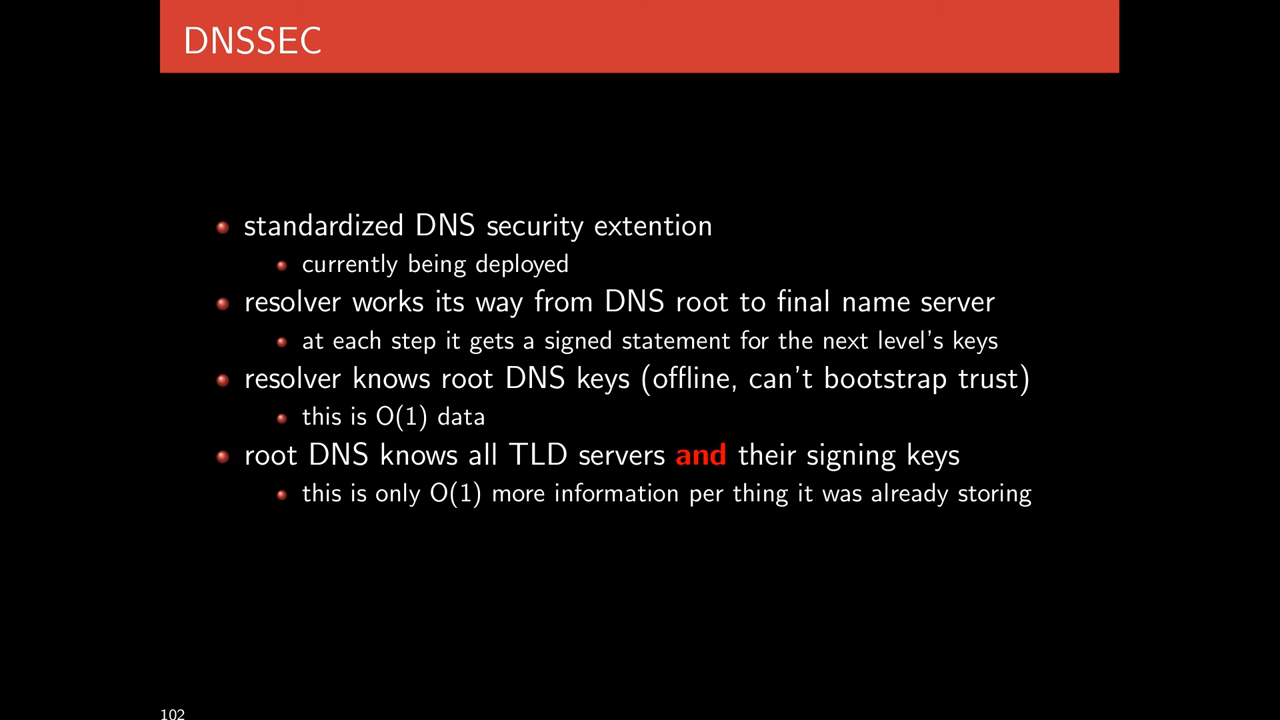 DNSSEC
standardized DNS security extention
currently being deployed
resolver works its way from DNS root to final name server
at each step it gets a signed statement for the next level's keys
resolver knows root DNS keys (offline, can't bootstrap trust)
this is O(1) data
root DNS knows all TLD servers and their signing keys
this is only O(1) more information per thing it was already storing
102